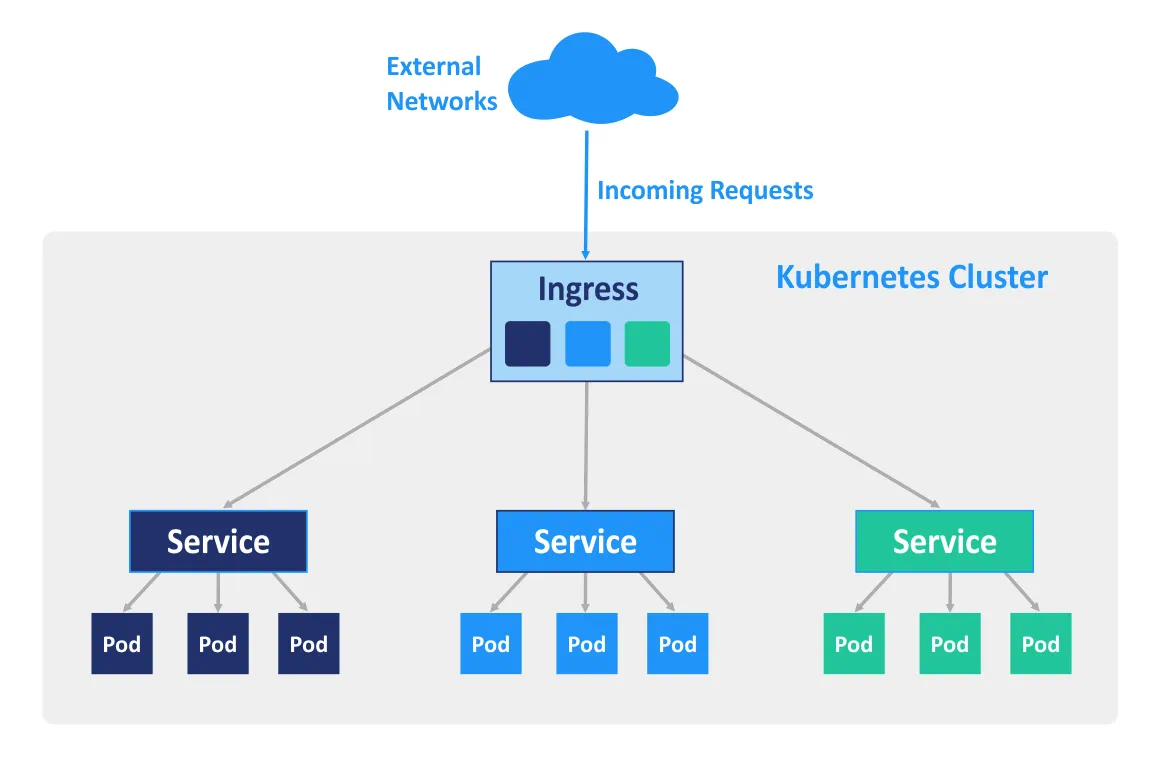 External
Networks
Incoming Requests
Kubernetes Cluster
Ingress
Service
Service
Service
Pod
Pod
Pod
Pod
Pod
Pod
Pod
Pod
Pod